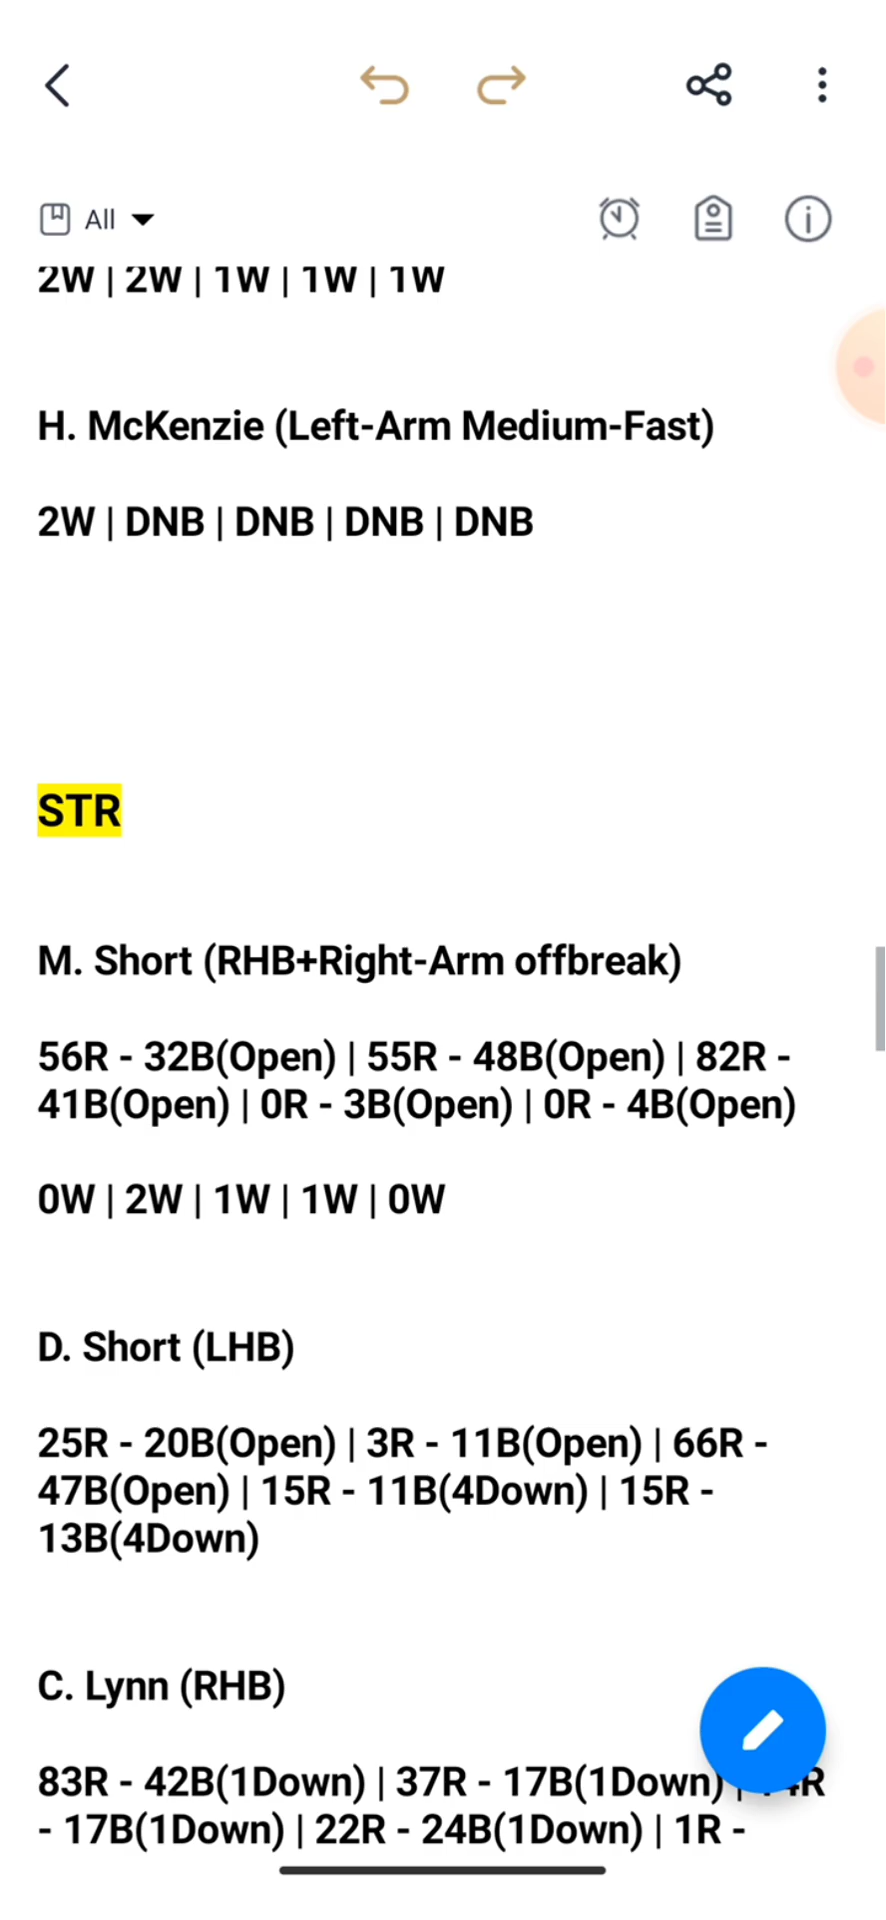 All
2W | 2W | 1W | 1W | 1W
H. McKenzie (Left-Arm Medium-Fast)
2W | DNB | DNB | DNB | DNB
STR
M. Short (RHB+Right-Arm offbreak)
56R - 32B(Open) | 55R - 48B(Open) | 82R -
41B(Open) | 0R - 3B(Open) | 0R - 4B(Open)
0W | 2W | 1W | 1W | 0W
D. Short (LHB)
25R - 20B(Open) | 3R - 11B(Open) | 66R -
47B(Open) | 15R - 11B(4Down) | 15R -
13B(4Down)
C. Lynn (RHB)
83R - 42B(1Down) | 37R - 17B(1Down) |
- 17B(1Down) | 22R - 24B(1Down) | 1R -